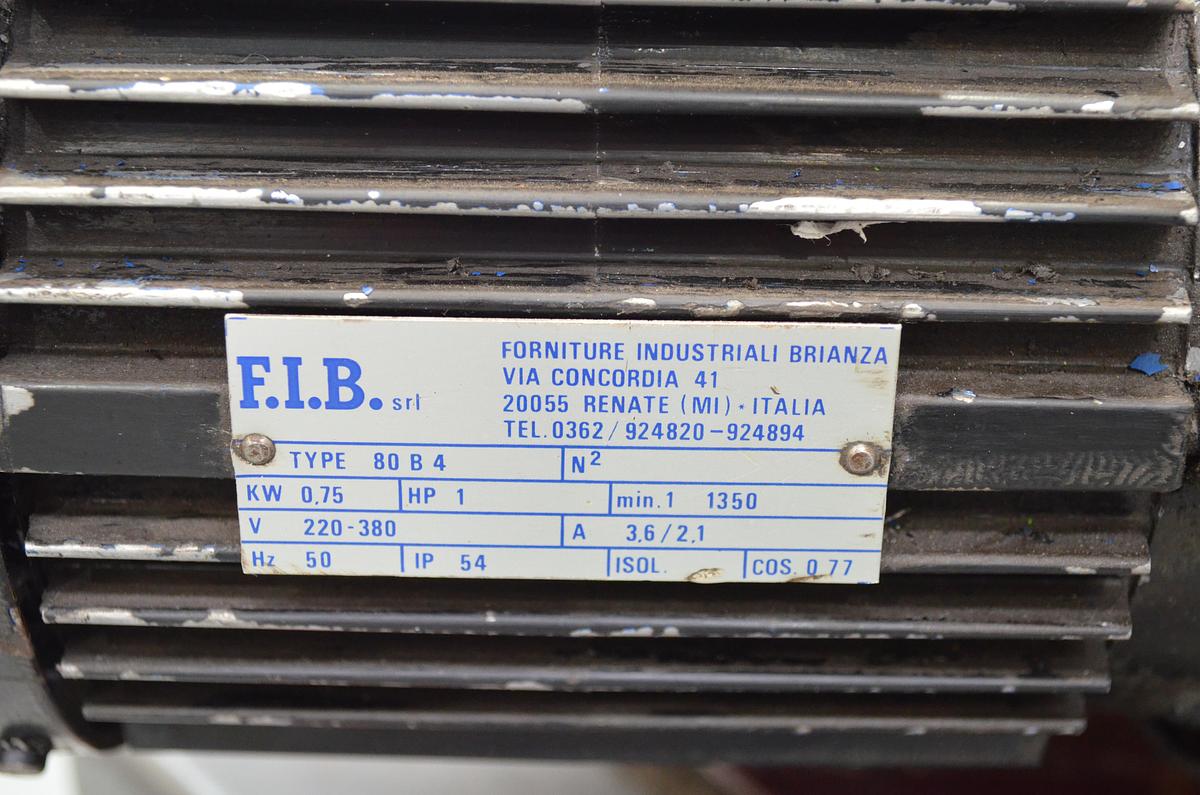 F.I.B. srl
FORNITURE INDUSTRIALI BRIANZA
VIA CONCORDIA 41
20055 RENATE (MI) · ITALIA
TEL. 0362/924820-924894
TYPE 80 B 4 N2
KW 0,75 HP 1 min.1 1350
V 220-380 A 3,6/2,1
Hz 50 IP 54 ISOL. COS. 0 77